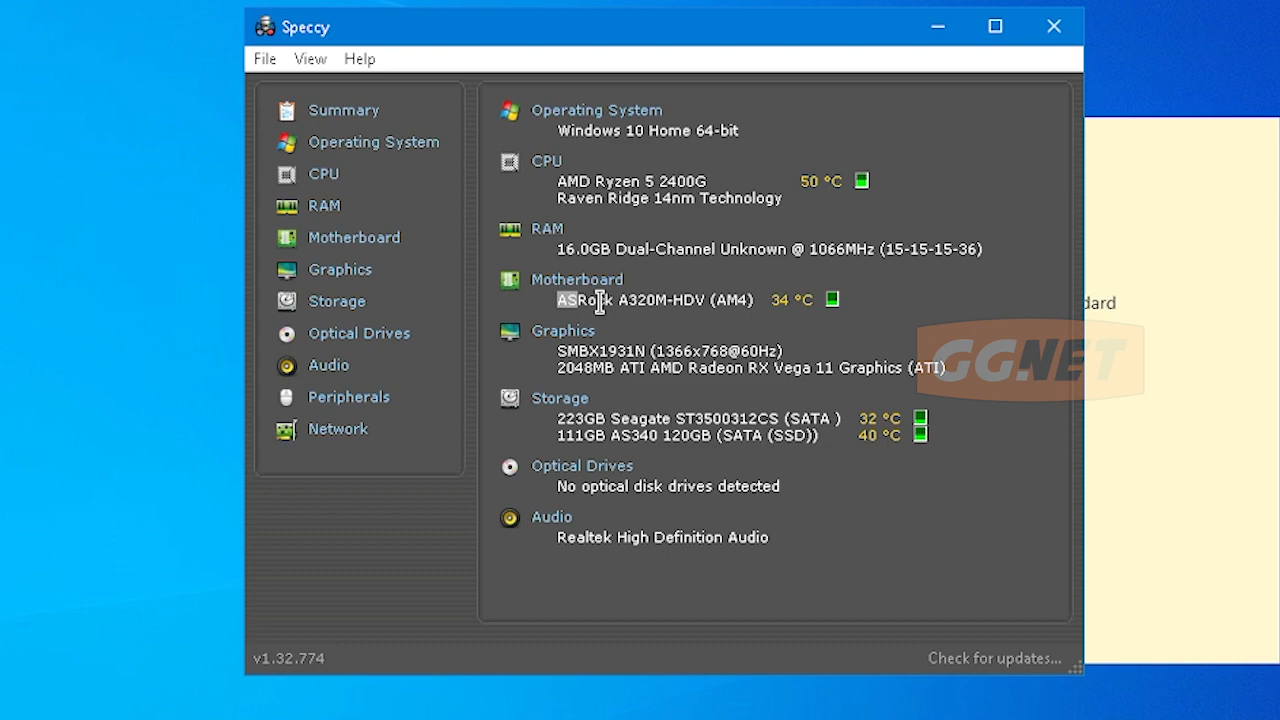 Speccy
File View Help
Summary
Operating System
CPU
RAM
Motherboard
Graphics
Storage
Optical Drives
Audio
Peripherals
Network
Operating System
Windows 10 Home 64-bit
CPU
AMD Ryzen 5 2400G 50 °C
Raven Ridge 14nm Technology
RAM
16.0GB Dual-Channel Unknown @ 1066MHz (15-15-15-36)
Motherboard
ASRock A320M-HDV (AM4) 34 °C
Graphics
SMBX1931N (1366x768@60Hz)
2048MB ATI AMD Radeon RX Vega 11 Graphics (ATI)
Storage
223GB Seagate ST3500312CS (SATA ) 32 °C
111GB AS340 120GB (SATA (SSD)) 40 °C
Optical Drives
No optical disk drives detected
Audio
Realtek High Definition Audio
v1.32.774
Check for updates...
dard
GG.NET